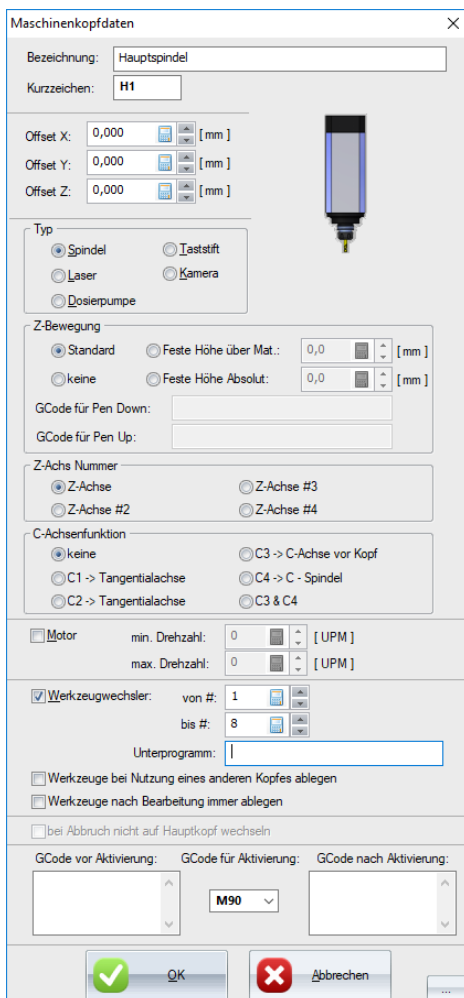 Maschinenkopfdaten
Bezeichnung: Hauptspindel
Kurzzeichen: H1
Offset X: 0,000 [ mm ]
Offset Y: 0,000 [ mm ]
Offset Z: 0,000 [ mm ]
Typ
Spindel Taststift
Laser Kamera
Dosierpumpe
Z-Bewegung
Standard Feste Höhe über Mat.: 0,0 [ mm ]
keine Feste Höhe Absolut: 0,0 [ mm ]
GCode für Pen Down:
GCode für Pen Up:
Z-Achs Nummer
Z-Achse Z-Achse #3
Z-Achse #2 Z-Achse #4
C-Achsenfunktion
keine C3 -> C-Achse vor Kopf
C1 -> Tangentialachse C4 -> C - Spindel
C2 -> Tangentialachse C3 & C4
Motor min. Drehzahl: 0 [ UPM ]
max. Drehzahl: 0 [ UPM ]
Werkzeugwechsler: von #: 1
bis #: 8
Unterprogramm:
Werkzeuge bei Nutzung eines anderen Kopfes ablegen
Werkzeuge nach Bearbeitung immer ablegen
bei Abbruch nicht auf Hauptkopf wechseln
GCode vor Aktivierung: GCode für Aktivierung: GCode nach Aktivierung:
M90
OK Abbrechen ...